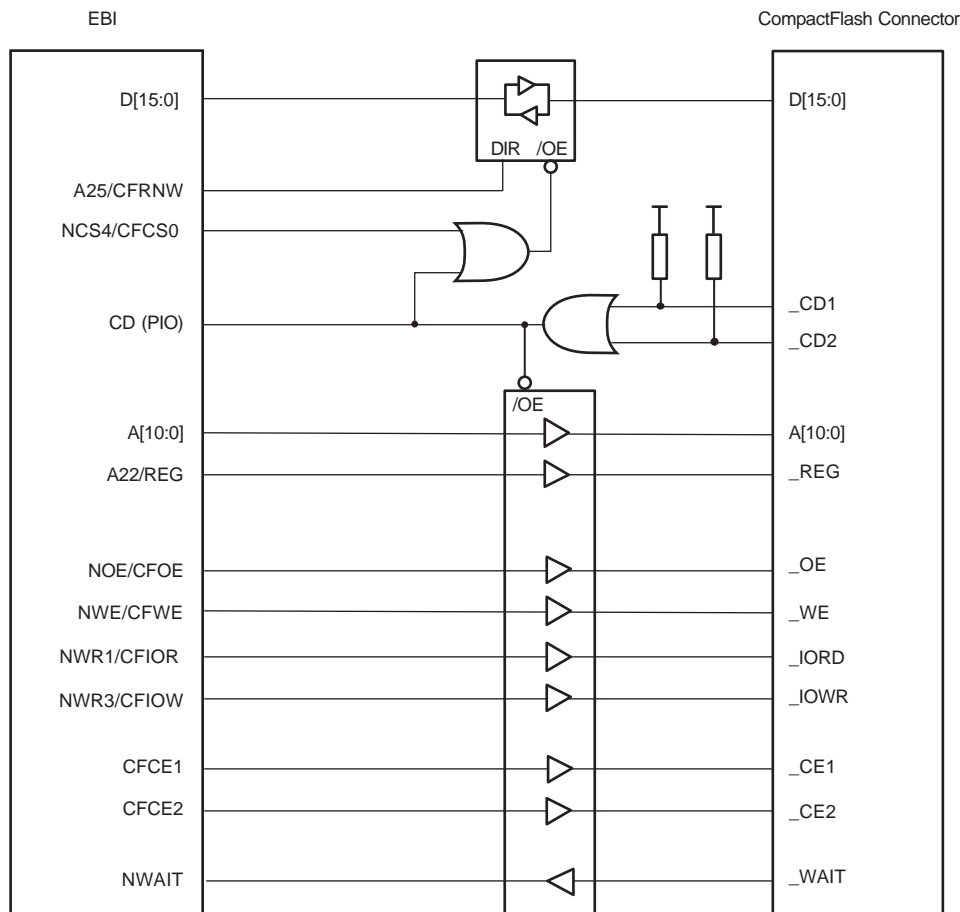 EBI CompactFlash Connector
D[15:0] D[15:0]
DIR /OE
A25/CFRNW
NCS4/CFCS0
_CD1
CD (PIO)
_CD2
/OE
A[10:0] A[10:0]
A22/REG _REG
NOE/CFOE _OE
NWE/CFWE _WE
NWR1/CFIOR _IORD
NWR3/CFIOW _IOWR
CFCE1 _CE1
CFCE2 _CE2
NWAIT _WAIT